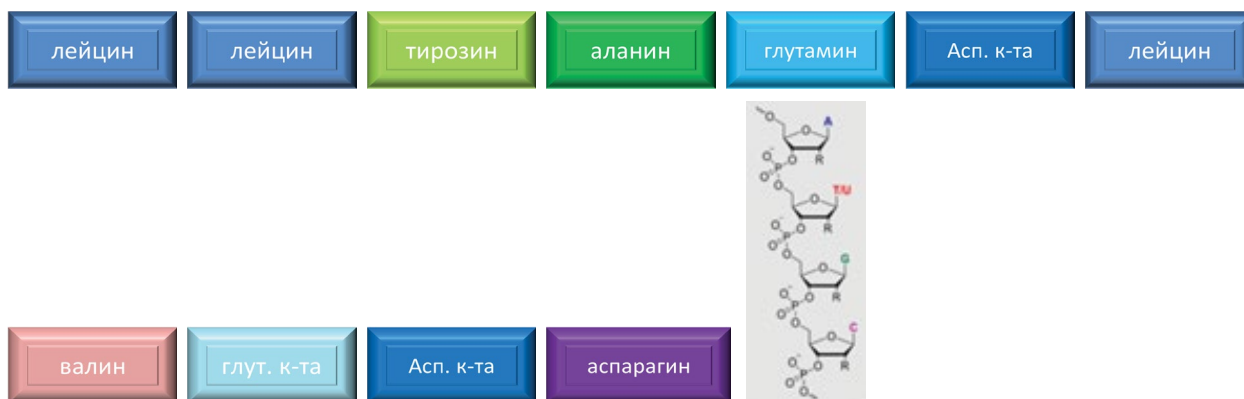 лейцин лейцин тирозин аланин глутамин Асп. к-та лейцин
O A
O
R
O⁻ O
P
O O
T/U
O
R
O⁻ O
P
O O
G
O
R
O⁻ O
P
O O
C
O
R
O⁻ O
P
O O
валин глут. к-та Асп. к-та аспарагин